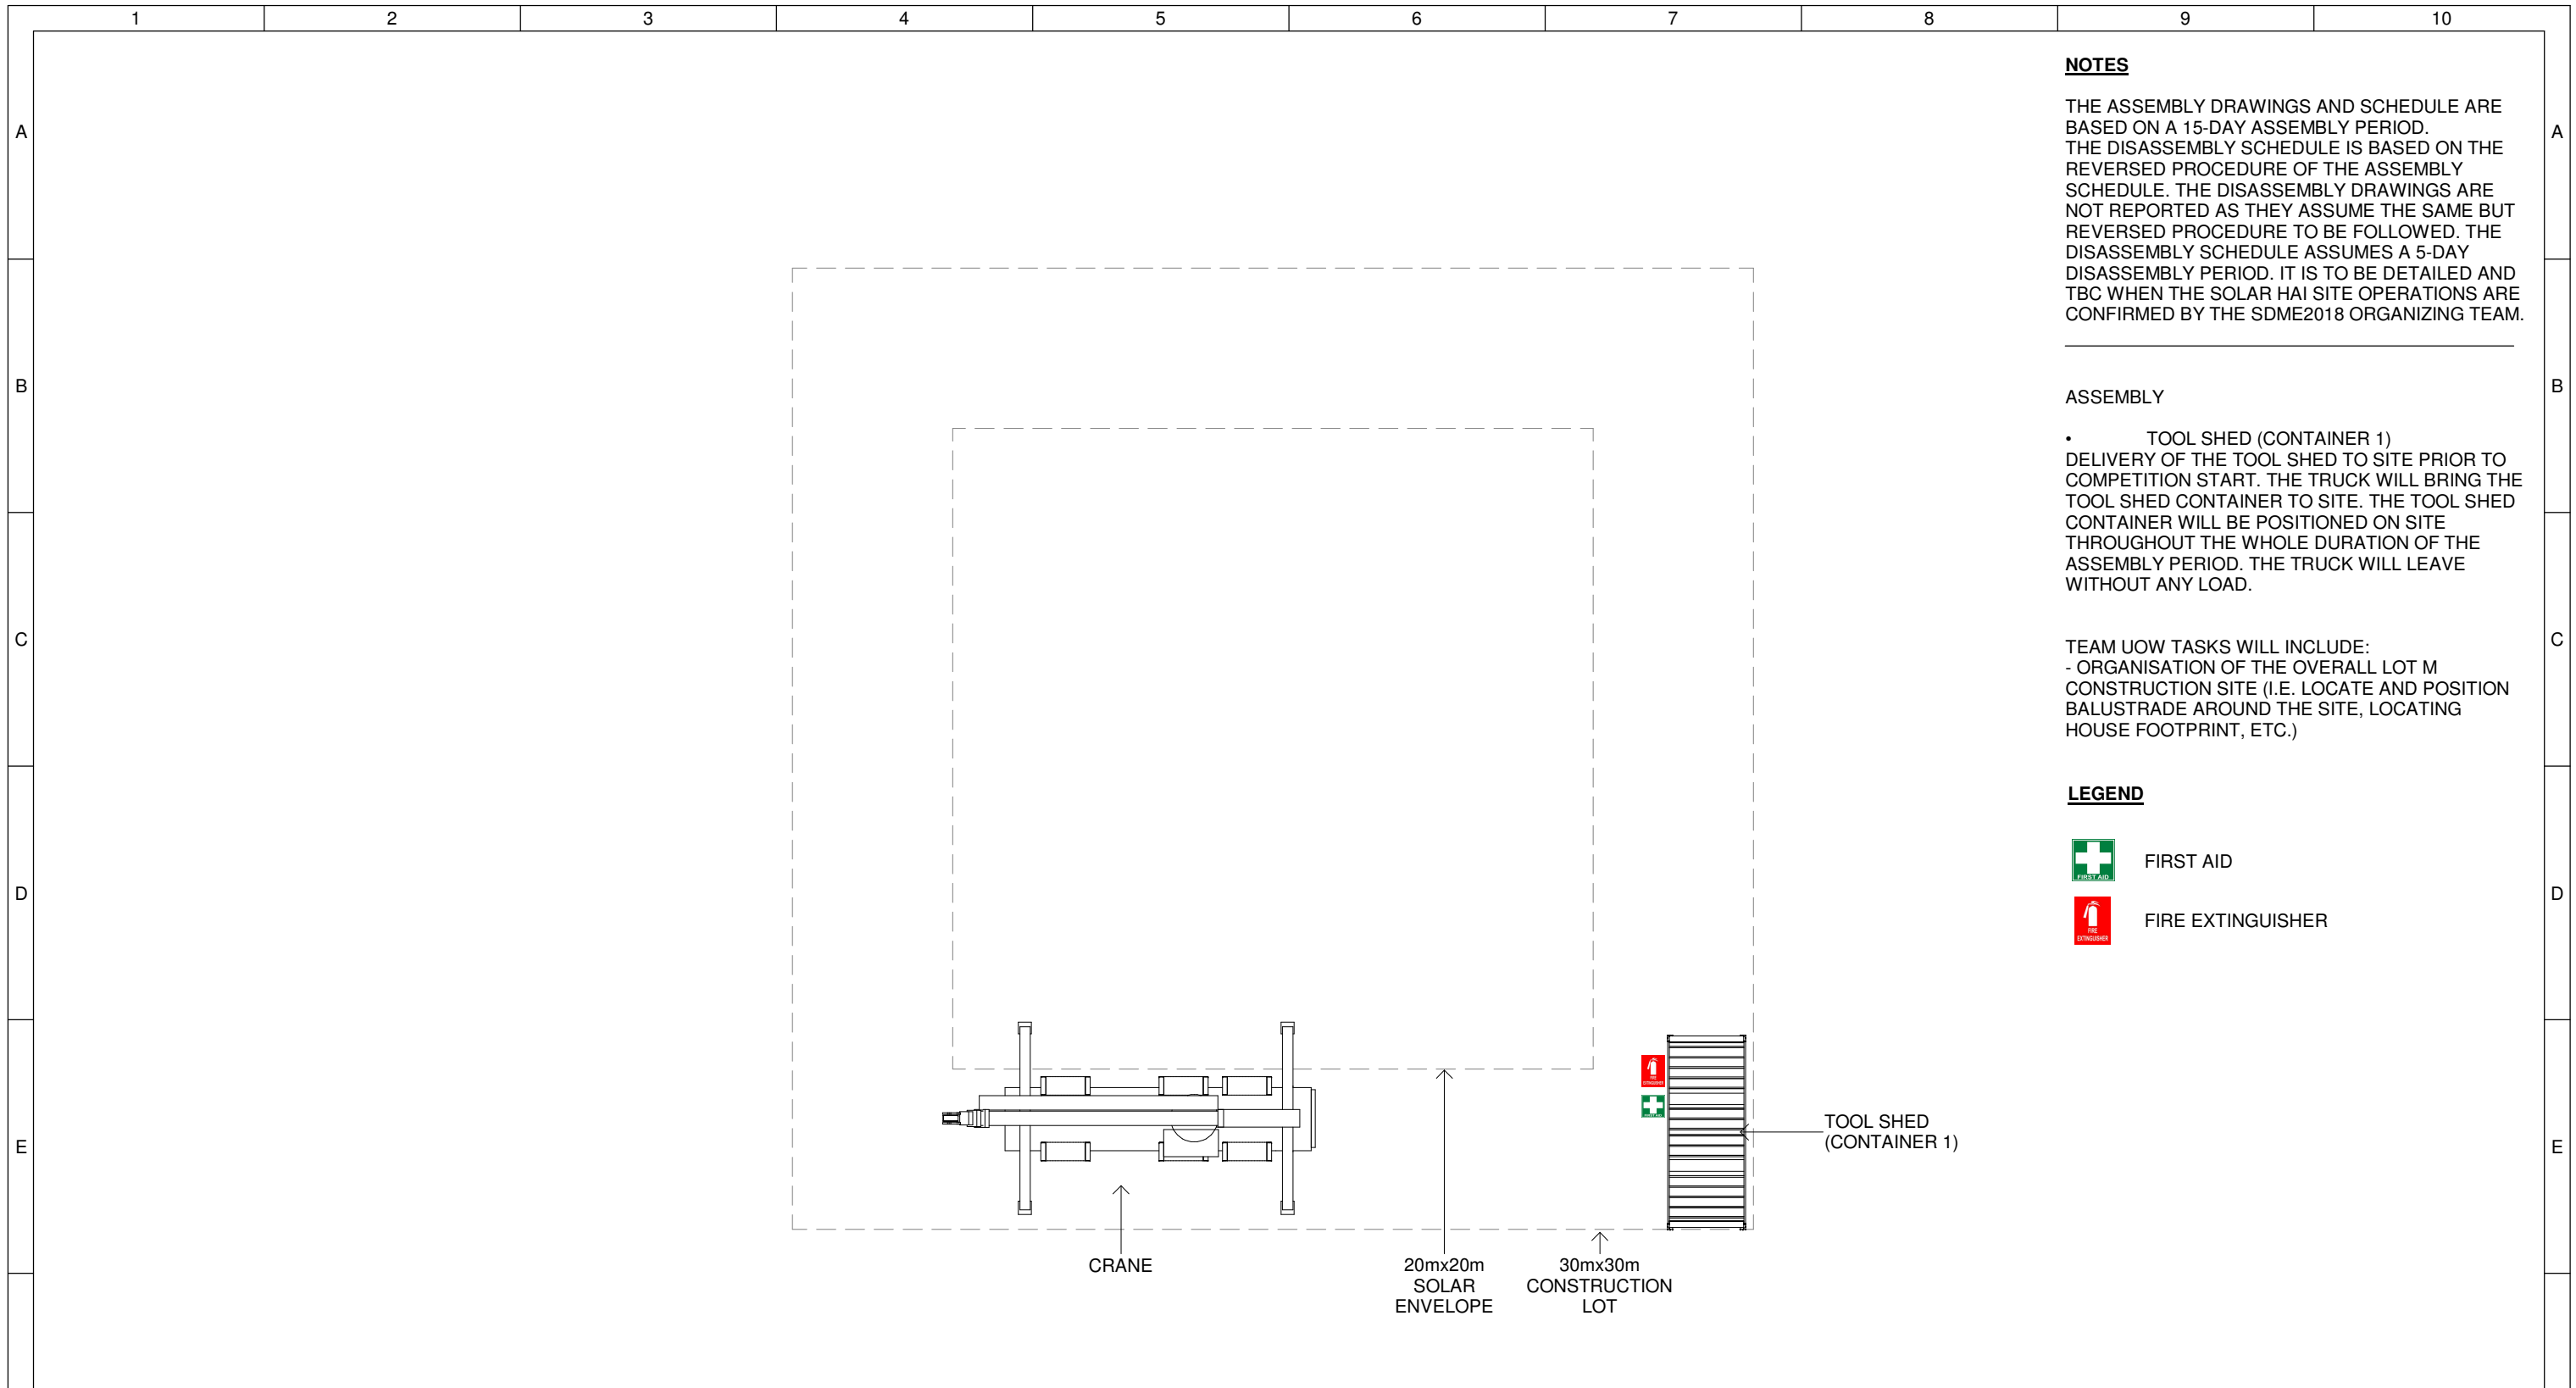 1 2 3 4 5 6 7 8 9 10
A A
B B
C C
D D
E E
NOTES
THE ASSEMBLY DRAWINGS AND SCHEDULE ARE
BASED ON A 15-DAY ASSEMBLY PERIOD.
THE DISASSEMBLY SCHEDULE IS BASED ON THE
REVERSED PROCEDURE OF THE ASSEMBLY
SCHEDULE. THE DISASSEMBLY DRAWINGS ARE
NOT REPORTED AS THEY ASSUME THE SAME BUT
REVERSED PROCEDURE TO BE FOLLOWED. THE
DISASSEMBLY SCHEDULE ASSUMES A 5-DAY
DISASSEMBLY PERIOD. IT IS TO BE DETAILED AND
TBC WHEN THE SOLAR HAI SITE OPERATIONS ARE
CONFIRMED BY THE SDME2018 ORGANIZING TEAM.
ASSEMBLY
• TOOL SHED (CONTAINER 1)
DELIVERY OF THE TOOL SHED TO SITE PRIOR TO
COMPETITION START. THE TRUCK WILL BRING THE
TOOL SHED CONTAINER TO SITE. THE TOOL SHED
CONTAINER WILL BE POSITIONED ON SITE
THROUGHOUT THE WHOLE DURATION OF THE
ASSEMBLY PERIOD. THE TRUCK WILL LEAVE
WITHOUT ANY LOAD.
TEAM UOW TASKS WILL INCLUDE:
- ORGANISATION OF THE OVERALL LOT M
CONSTRUCTION SITE (I.E. LOCATE AND POSITION
BALUSTRADE AROUND THE SITE, LOCATING
HOUSE FOOTPRINT, ETC.)
LEGEND
FIRST AID
FIRST AID
FIRE
EXTINGUISHER
FIRE EXTINGUISHER
FIRE
EXTINGUISHER
FIRST AID
TOOL SHED
(CONTAINER 1)
CRANE
20mx20m
SOLAR
ENVELOPE
30mx30m
CONSTRUCTION
LOT